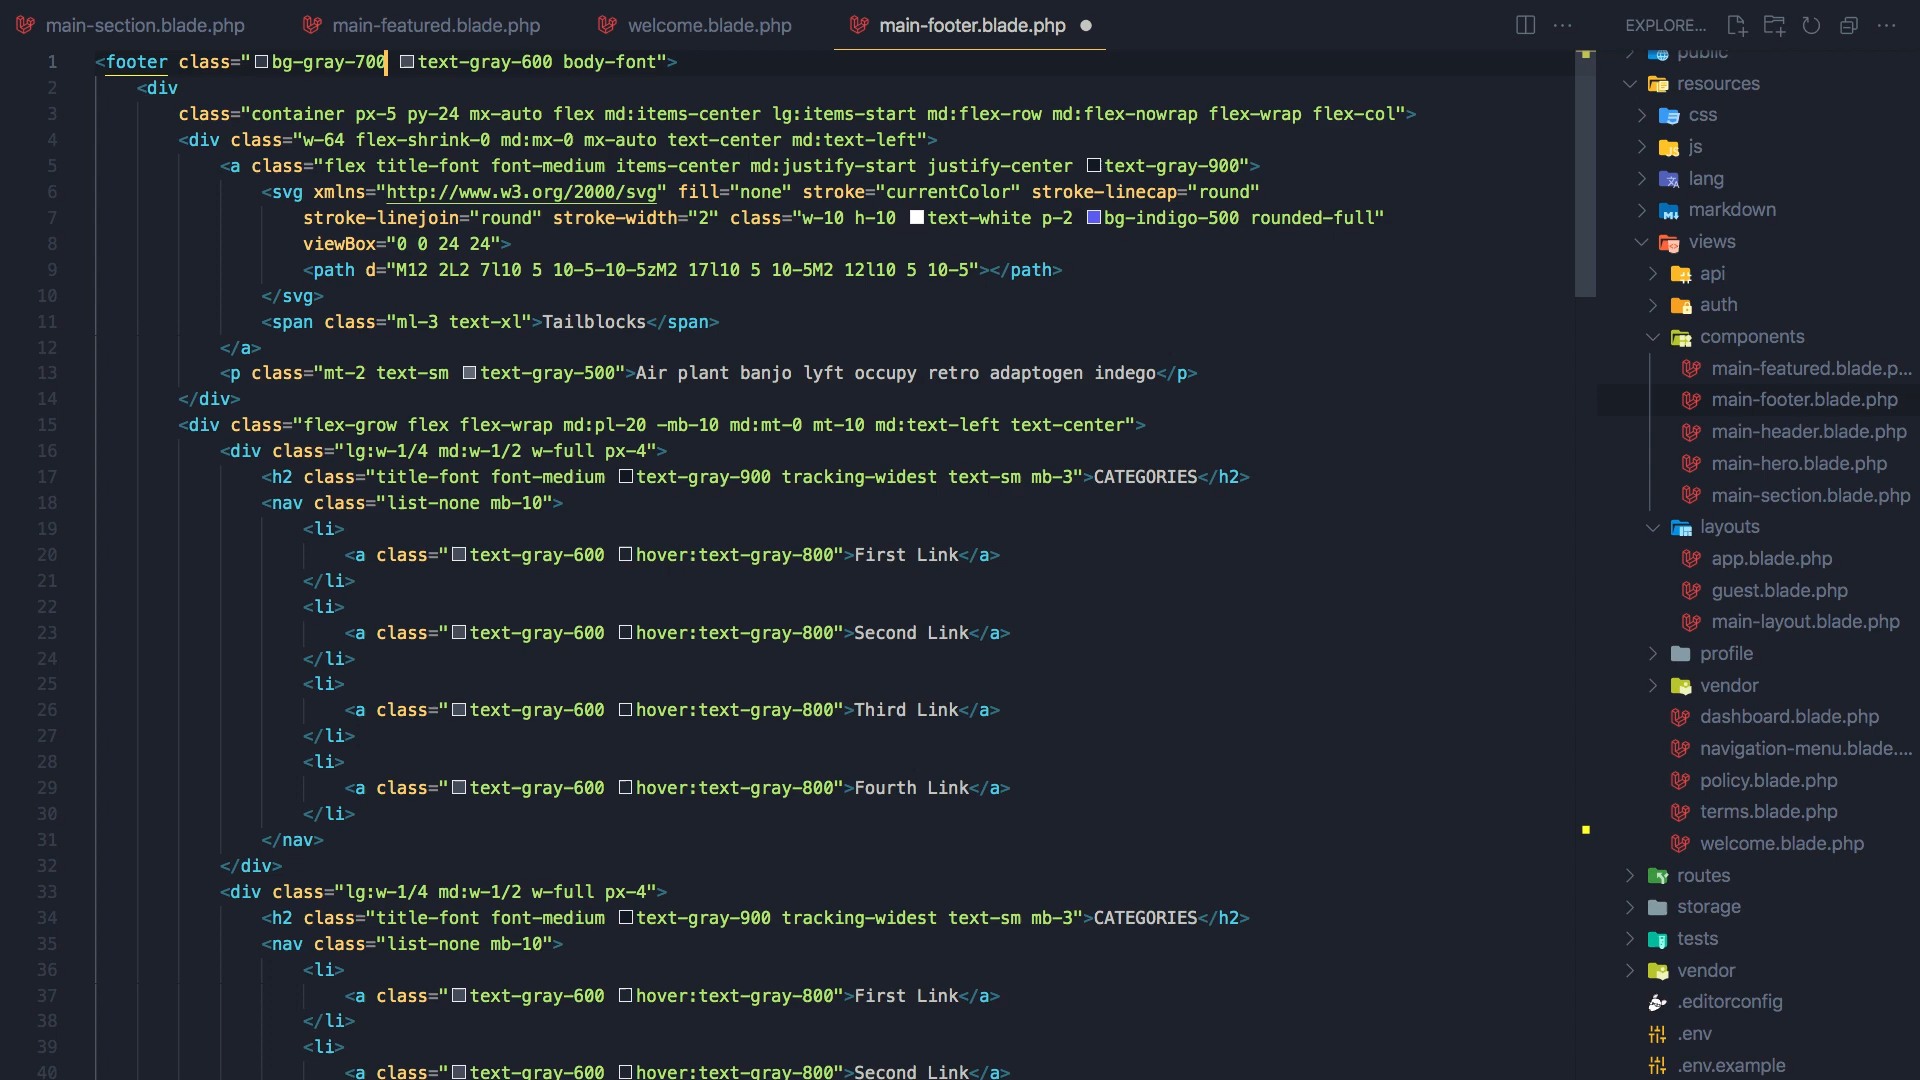 main-section.blade.php main-featured.blade.php welcome.blade.php main-footer.blade.php
1 <footer class="bg-gray-700 text-gray-600 body-font">
2 <div
3 class="container px-5 py-24 mx-auto flex md:items-center lg:items-start md:flex-row md:flex-nowrap flex-wrap flex-col">
4 <div class="w-64 flex-shrink-0 md:mx-0 mx-auto text-center md:text-left">
5 <a class="flex title-font font-medium items-center md:justify-start justify-center text-gray-900">
6 <svg xmlns="http://www.w3.org/2000/svg" fill="none" stroke="currentColor" stroke-linecap="round"
7 stroke-linejoin="round" stroke-width="2" class="w-10 h-10 text-white p-2 bg-indigo-500 rounded-full"
8 viewBox="0 0 24 24">
9 <path d="M12 2L2 7l10 5 10-5-10-5zM2 17l10 5 10-5M2 12l10 5 10-5"></path>
10 </svg>
11 <span class="ml-3 text-xl">Tailblocks</span>
12 </a>
13 <p class="mt-2 text-sm text-gray-500">Air plant banjo lyft occupy retro adaptogen indego</p>
14 </div>
15 <div class="flex-grow flex flex-wrap md:pl-20 -mb-10 md:mt-0 mt-10 md:text-left text-center">
16 <div class="lg:w-1/4 md:w-1/2 w-full px-4">
17 <h2 class="title-font font-medium text-gray-900 tracking-widest text-sm mb-3">CATEGORIES</h2>
18 <nav class="list-none mb-10">
19 <li>
20 <a class="text-gray-600 hover:text-gray-800">First Link</a>
21 </li>
22 <li>
23 <a class="text-gray-600 hover:text-gray-800">Second Link</a>
24 </li>
25 <li>
26 <a class="text-gray-600 hover:text-gray-800">Third Link</a>
27 </li>
28 <li>
29 <a class="text-gray-600 hover:text-gray-800">Fourth Link</a>
30 </li>
31 </nav>
32 </div>
33 <div class="lg:w-1/4 md:w-1/2 w-full px-4">
34 <h2 class="title-font font-medium text-gray-900 tracking-widest text-sm mb-3">CATEGORIES</h2>
35 <nav class="list-none mb-10">
36 <li>
37 <a class="text-gray-600 hover:text-gray-800">First Link</a>
38 </li>
39 <li>
40 <a class="text-gray-600 hover:text-gray-800">Second Link</a>
EXPLORE...
public
resources
css
js
lang
markdown
views
api
auth
components
main-featured.blade.p...
main-footer.blade.php
main-header.blade.php
main-hero.blade.php
main-section.blade.php
layouts
app.blade.php
guest.blade.php
main-layout.blade.php
profile
vendor
dashboard.blade.php
navigation-menu.blade....
policy.blade.php
terms.blade.php
welcome.blade.php
routes
storage
tests
vendor
.editorconfig
.env
.env.example